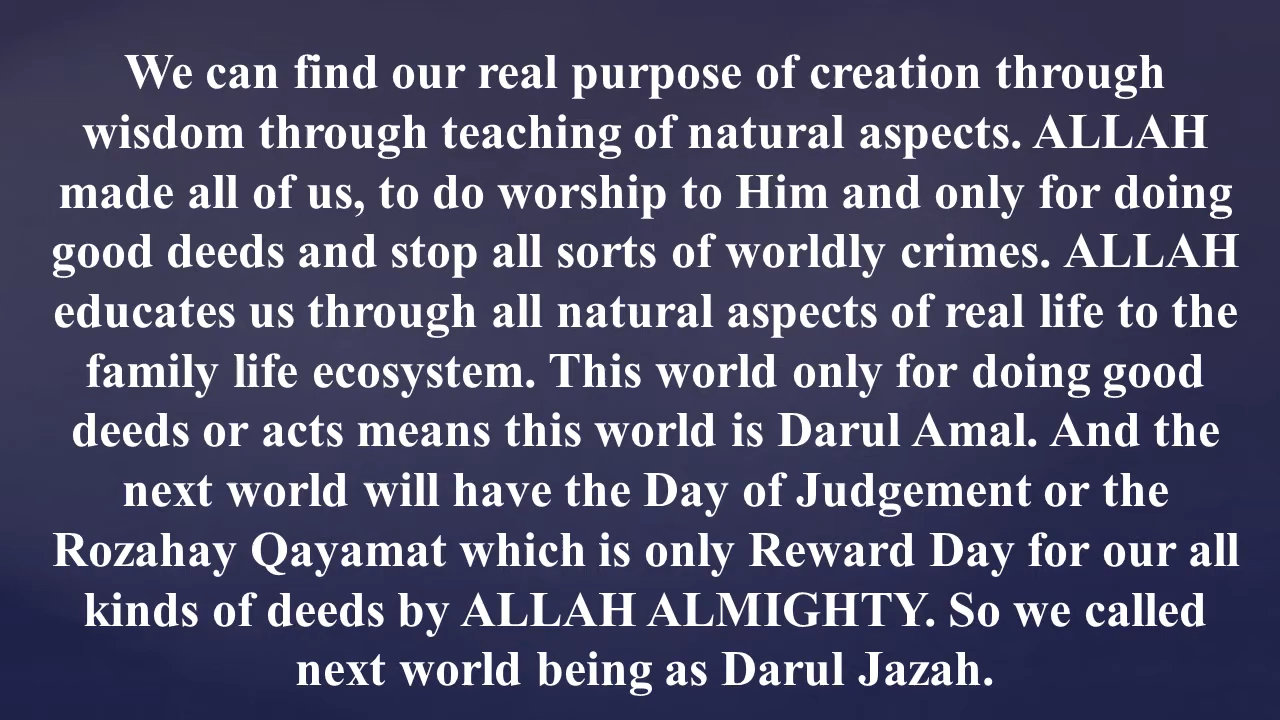 We can find our real purpose of creation through
wisdom through teaching of natural aspects. ALLAH
made all of us, to do worship to Him and only for doing
good deeds and stop all sorts of worldly crimes. ALLAH
educates us through all natural aspects of real life to the
family life ecosystem. This world only for doing good
deeds or acts means this world is Darul Amal. And the
next world will have the Day of Judgement or the
Rozahay Qayamat which is only Reward Day for our all
kinds of deeds by ALLAH ALMIGHTY. So we called
next world being as Darul Jazah.